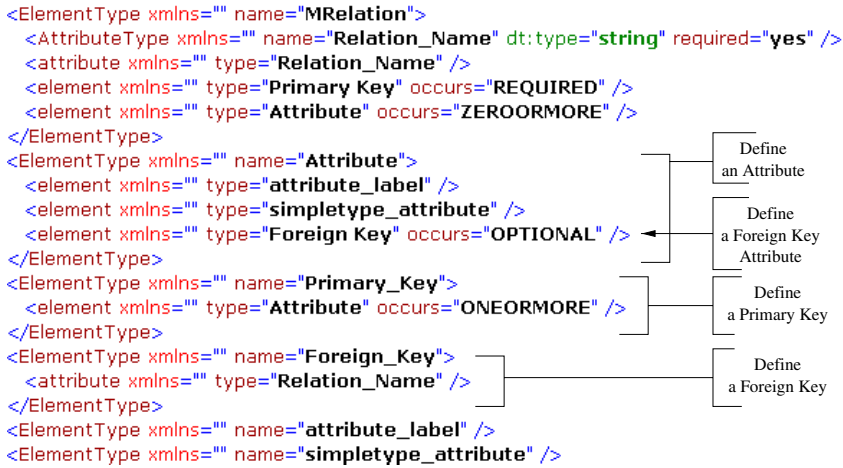 <ElementType xmlns="" name="MRelation">
<AttributeType xmlns="" name="Relation_Name" dt:type="string" required="yes" />
<attribute xmlns="" type="Relation_Name" />
<element xmlns="" type="Primary Key" occurs="REQUIRED" />
<element xmlns="" type="Attribute" occurs="ZEROORMORE" />
</ElementType>
<ElementType xmlns="" name="Attribute">
<element xmlns="" type="attribute_label" />
<element xmlns="" type="simpletype_attribute" />
<element xmlns="" type="Foreign Key" occurs="OPTIONAL" />
</ElementType>
<ElementType xmlns="" name="Primary_Key">
<element xmlns="" type="Attribute" occurs="ONEORMORE" />
</ElementType>
<ElementType xmlns="" name="Foreign_Key">
<attribute xmlns="" type="Relation_Name" />
</ElementType>
<ElementType xmlns="" name="attribute_label" />
<ElementType xmlns="" name="simpletype_attribute" />
Define
an Attribute
Define
a Foreign Key
Attribute
Define
a Primary Key
Define
a Foreign Key